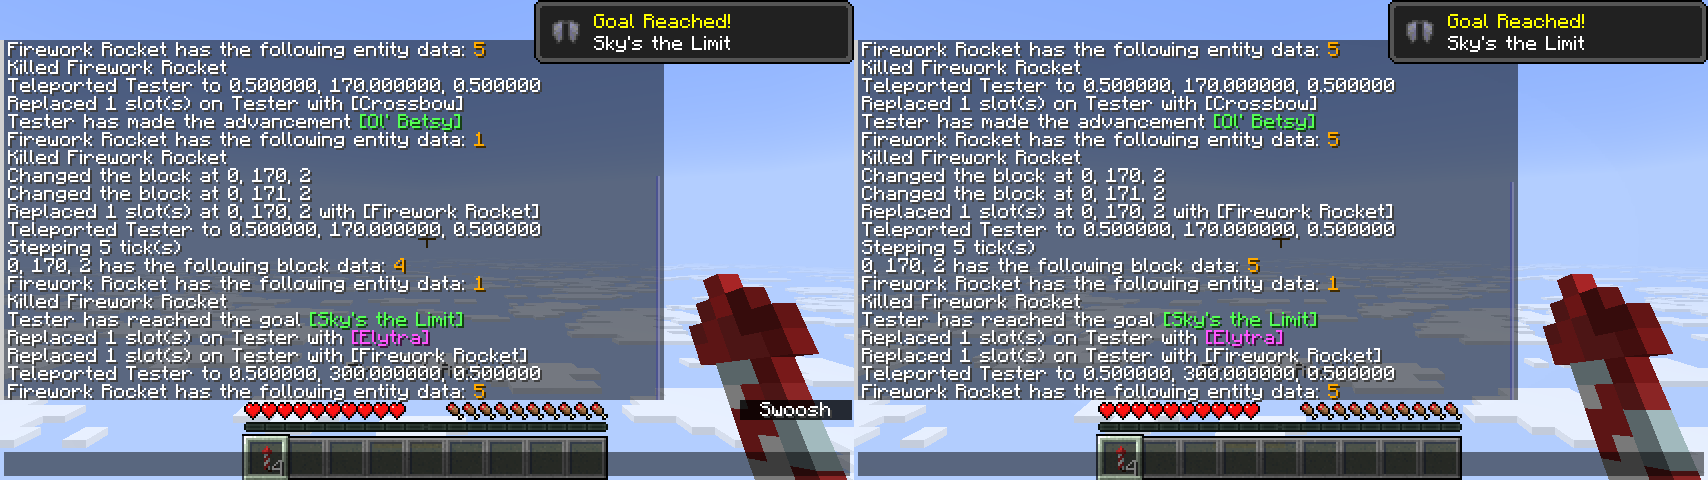 Goal Reached!
Sky's the Limit
Firework Rocket has the following entity data: 5
Killed Firework Rocket
Teleported Tester to 0.500000, 170.000000, 0.500000
Replaced 1 slot(s) on Tester with [Crossbow]
Tester has made the advancement [Ol' Betsy]
Firework Rocket has the following entity data: 1
Killed Firework Rocket
Changed the block at 0, 170, 2
Changed the block at 0, 171, 2
Replaced 1 slot(s) at 0, 170, 2 with [Firework Rocket]
Teleported Tester to 0.500000, 170.000000, 0.500000
Stepping 5 tick(s)
0, 170, 2 has the following block data: 4
Firework Rocket has the following entity data: 1
Killed Firework Rocket
Tester has reached the goal [Sky's the Limit]
Replaced 1 slot(s) on Tester with [Elytra]
Replaced 1 slot(s) on Tester with [Firework Rocket]
Teleported Tester to 0.500000, 300.000000, 0.500000
Firework Rocket has the following entity data: 5
Swoosh
4
Goal Reached!
Sky's the Limit
Firework Rocket has the following entity data: 5
Killed Firework Rocket
Teleported Tester to 0.500000, 170.000000, 0.500000
Replaced 1 slot(s) on Tester with [Crossbow]
Tester has made the advancement [Ol' Betsy]
Firework Rocket has the following entity data: 5
Killed Firework Rocket
Changed the block at 0, 170, 2
Changed the block at 0, 171, 2
Replaced 1 slot(s) at 0, 170, 2 with [Firework Rocket]
Teleported Tester to 0.500000, 170.000000, 0.500000
Stepping 5 tick(s)
0, 170, 2 has the following block data: 5
Firework Rocket has the following entity data: 1
Killed Firework Rocket
Tester has reached the goal [Sky's the Limit]
Replaced 1 slot(s) on Tester with [Elytra]
Replaced 1 slot(s) on Tester with [Firework Rocket]
Teleported Tester to 0.500000, 300.000000, 0.500000
Firework Rocket has the following entity data: 5
4